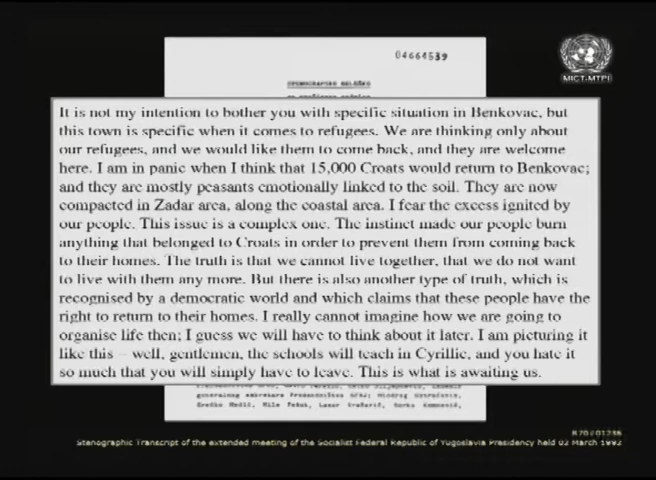 04664539
MICT-MTPI
It is not my intention to bother you with specific situation in Benkovac, but
this town is specific when it comes to refugees. We are thinking only about
our refugees, and we would like them to come back, and they are welcome
here. I am in panic when I think that 15,000 Croats would return to Benkovac;
and they are mostly peasants emotionally linked to the soil. They are now
compacted in Zadar area, along the coastal area. I fear the excess ignited by
our people. This issue is a complex one. The instinct made our people burn
anything that belonged to Croats in order to prevent them from coming back
to their homes. The truth is that we cannot live together, that we do not want
to live with them any more. But there is also another type of truth, which is
recognised by a democratic world and which claims that these people have the
right to return to their homes. I really cannot imagine how we are going to
organise life then; I guess we will have to think about it later. I am picturing it
like this – well, gentlemen, the schools will teach in Cyrillic, and you hate it
so much that you will simply have to leave. This is what is awaiting us.
Stenographic Transcript of the extended meeting of the Socialist Federal Republic of Yugoslavia Presidency held 02 March 1992